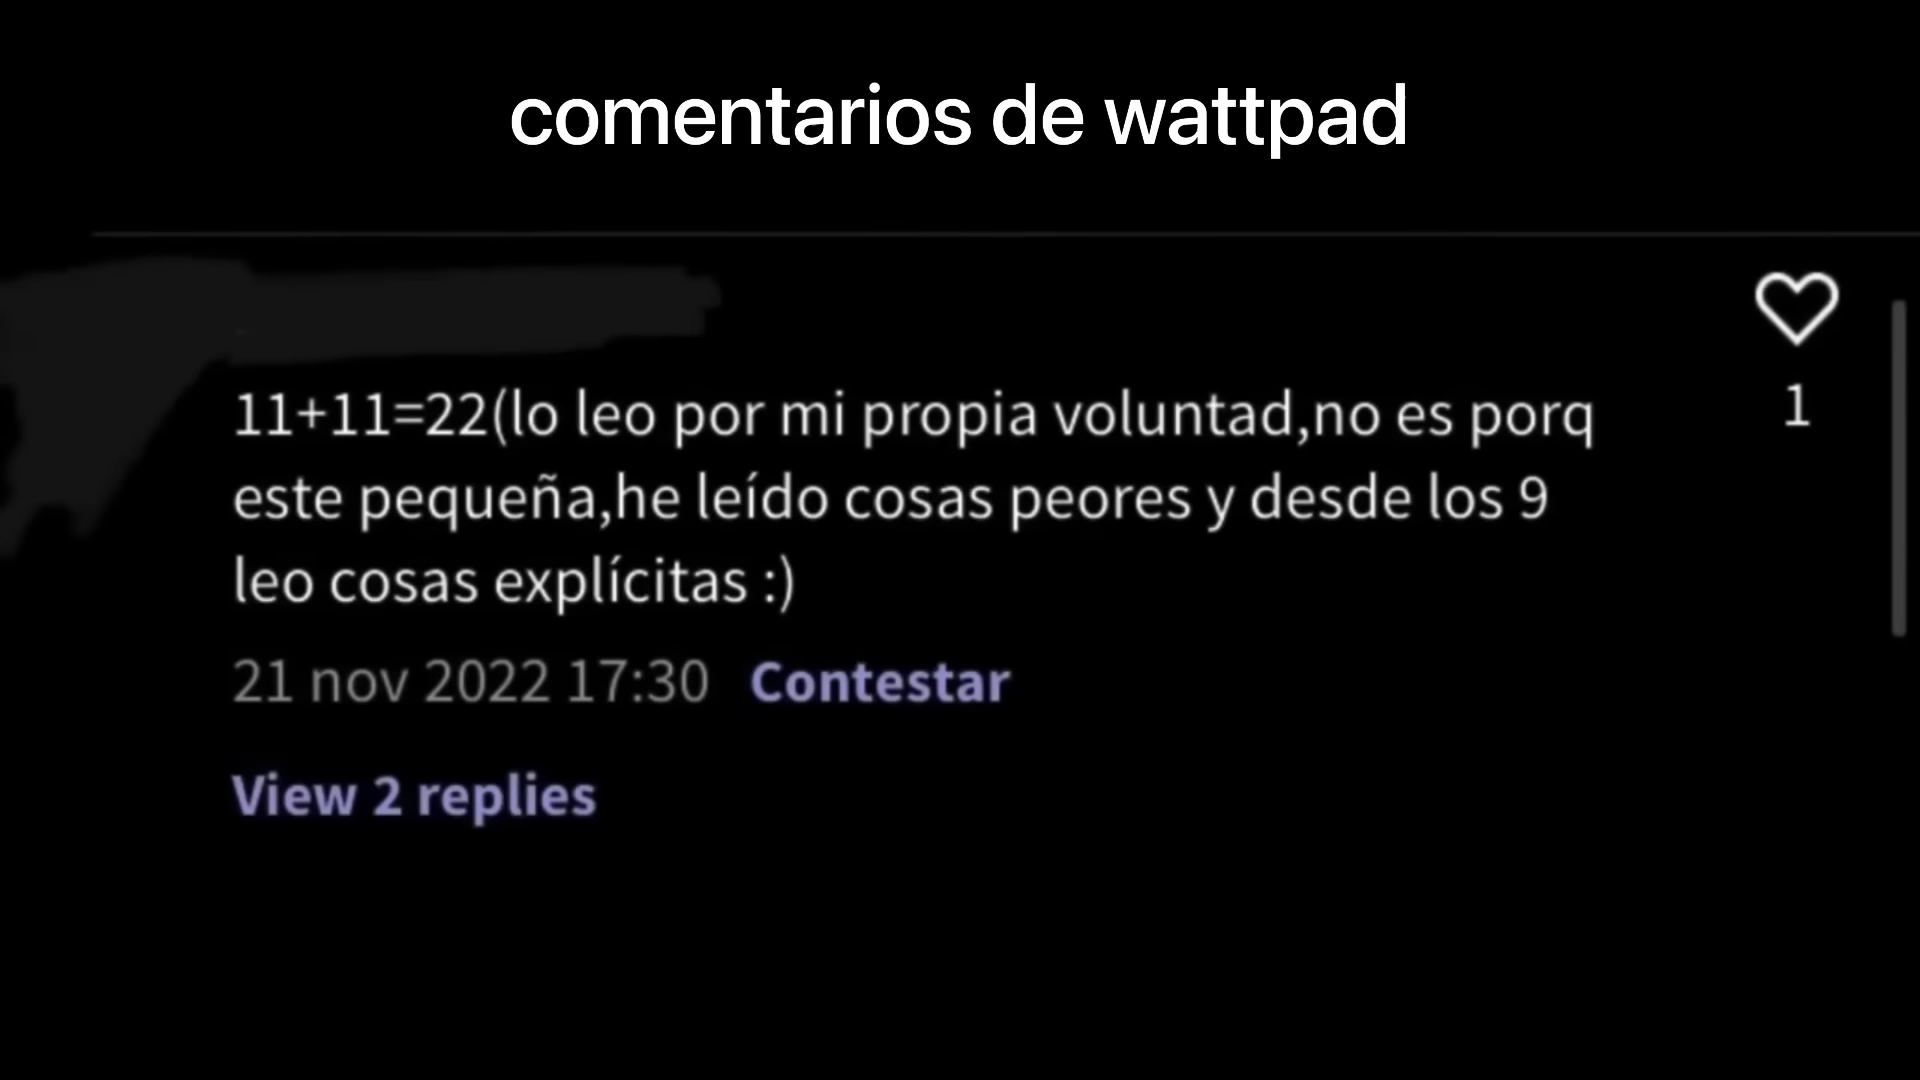 comentarios de wattpad
11+11=22(lo leo por mi propia voluntad,no es porq
este pequeña,he leído cosas peores y desde los 9
leo cosas explícitas :)
1
21 nov 2022 17:30 Contestar
View 2 replies